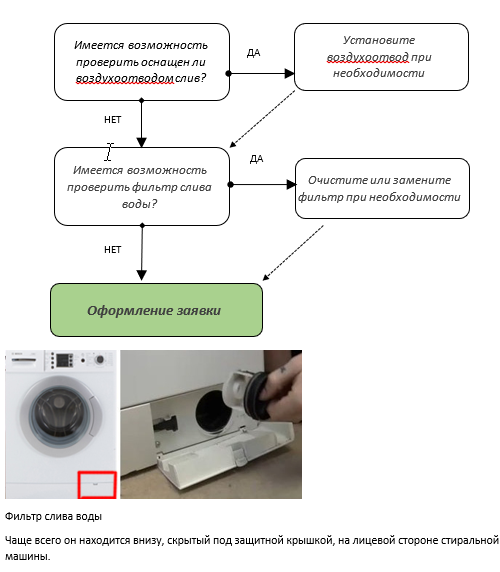 Имеется возможность
проверить оснащен ли
воздухоотводом слив?
ДА
Установите
воздухоотвод при
необходимости
НЕТ
Имеется возможность
проверить фильтр слива
воды?
ДА
Очистите или замените
фильтр при необходимости
НЕТ
Оформление заявки
Фильтр слива воды
Чаще всего он находится внизу, скрытый под защитной крышкой, на лицевой стороне стиральной
машины.